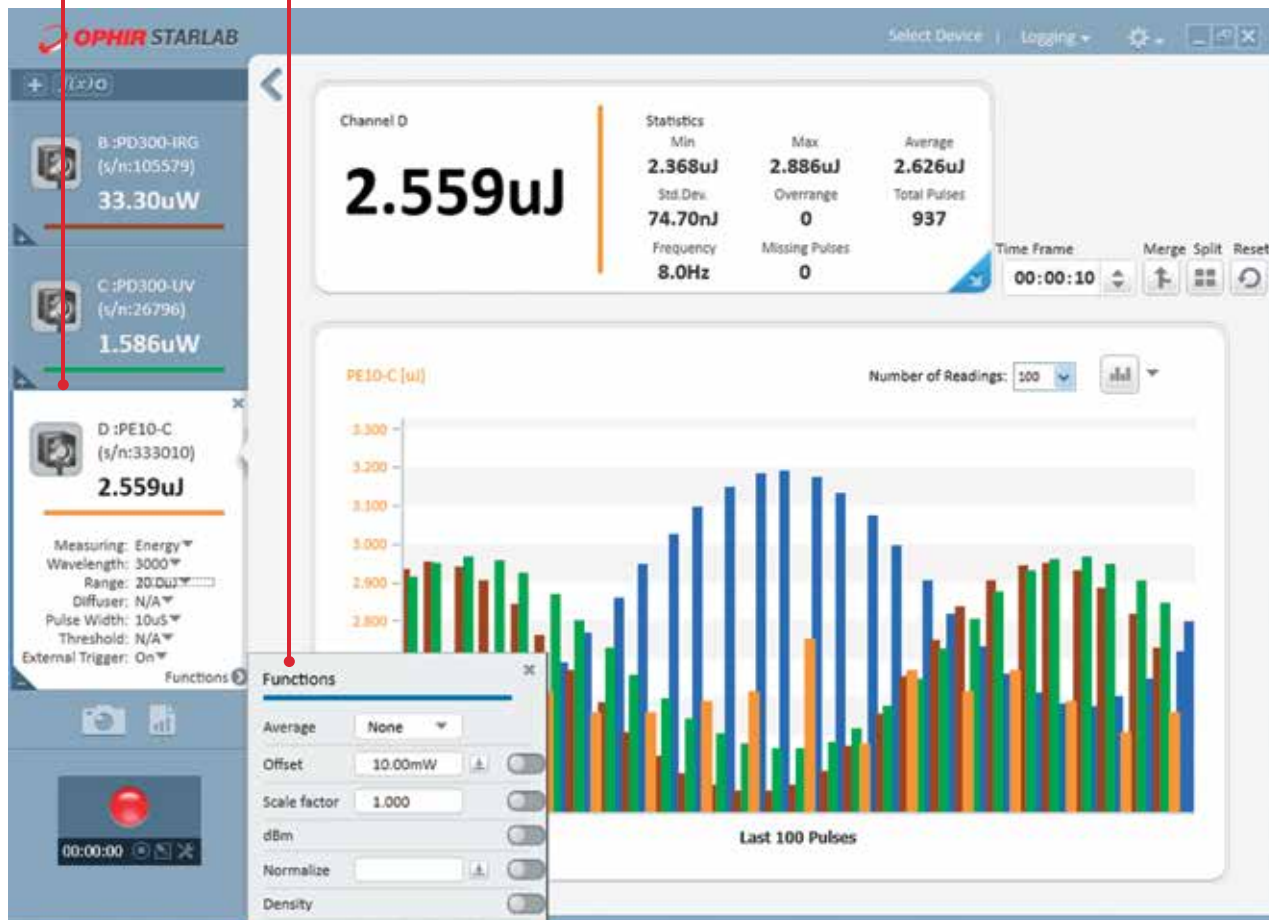 OPHIR STARLAB
Select Device | Logging
f(x)
B :PD300-IRG
(s/n:105579)
33.30uW
C :PD300-UV
(s/n:26796)
1.586uW
D :PE10-C
(s/n:333010)
2.559uJ
Measuring: Energy
Wavelength: 3000
Range: 20.0uJ
Diffuser: N/A
Pulse Width: 10uS
Threshold: N/A
External Trigger: On
Functions
00:00:00
Channel D
2.559uJ
Statistics
Min Max Average
2.368uJ 2.886uJ 2.626uJ
Std.Dev. Overrange Total Pulses
74.70nJ 0 937
Frequency Missing Pulses
8.0Hz 0
Time Frame Merge Split Reset
00:00:10
PE10-C [uJ]
Number of Readings: 100
3.300
3.200
3.100
3.000
2.900
2.800
Last 100 Pulses
Functions
Average None
Offset 10.00mW
Scale factor 1.000
dBm
Normalize
Density